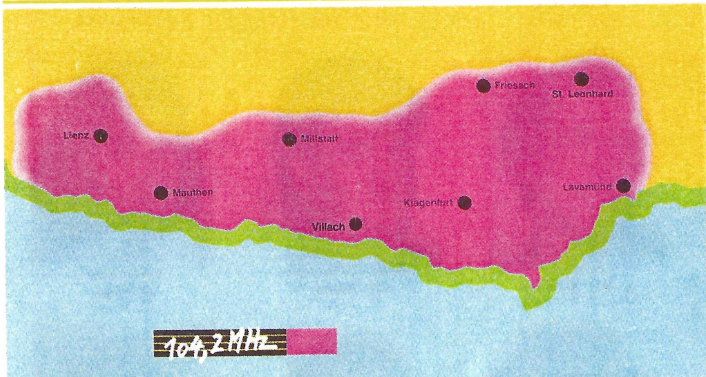 Friesach
St. Leonhard
Lienz
Millstatt
Mauthen
Lavamünd
Klagenfurt
Villach
104,2 MHz